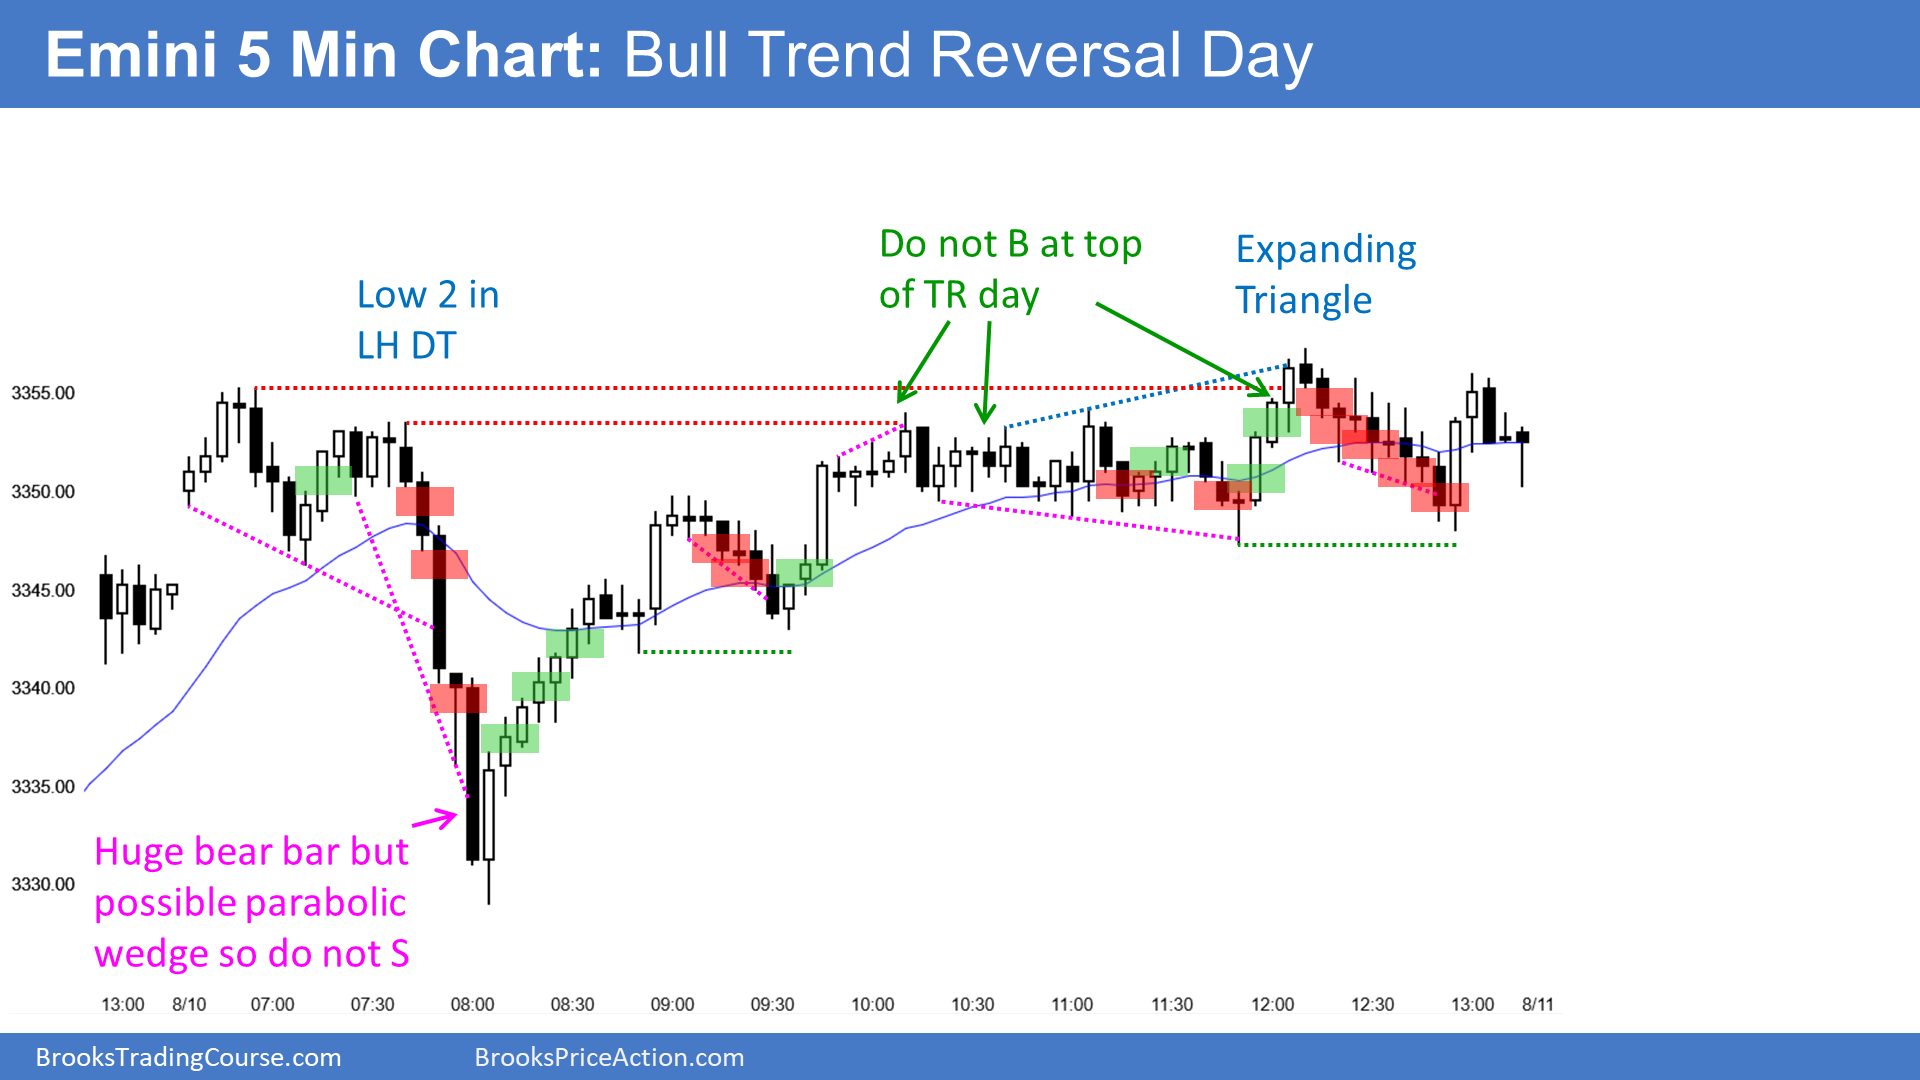 Emini 5 Min Chart: Bull Trend Reversal Day
Do not B at top
of TR day
Expanding
Triangle
Low 2 in
LH DT
3355.00
3350.00
3345.00
3340.00
3335.00
3330.00
Huge bear bar but
possible parabolic
wedge so do not S
13:00 8/10 07:00 07:30 08:00 08:30 09:00 09:30 10:00 10:30 11:00 11:30 12:00 12:30 13:00 8/11
BrooksTradingCourse.com BrooksPriceAction.com